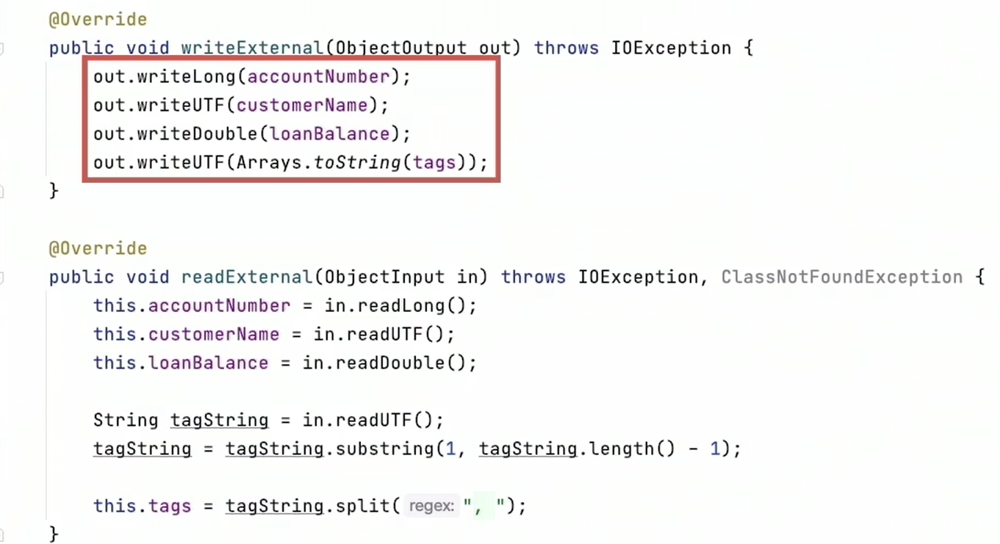 @Override
public void writeExternal(ObjectOutput out) throws IOException {
    out.writeLong(accountNumber);
    out.writeUTF(customerName);
    out.writeDouble(loanBalance);
    out.writeUTF(Arrays.toString(tags));
}
@Override
public void readExternal(ObjectInput in) throws IOException, ClassNotFoundException {
    this.accountNumber = in.readLong();
    this.customerName = in.readUTF();
    this.loanBalance = in.readDouble();
    String tagString = in.readUTF();
    tagString = tagString.substring(1, tagString.length() - 1);
    this.tags = tagString.split( regex: ", ");
}